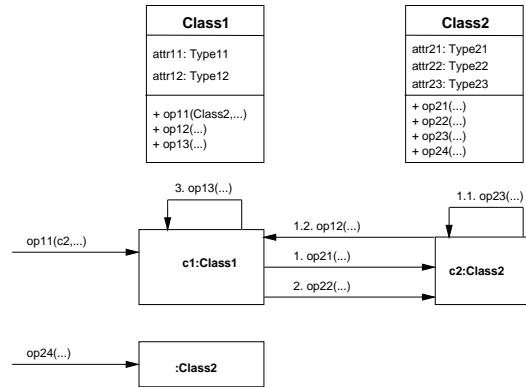 Class1
attr11: Type11
attr12: Type12
+ op11(Class2,...)
+ op12(...)
+ op13(...)
Class2
attr21: Type21
attr22: Type22
attr23: Type23
+ op21(...)
+ op22(...)
+ op23(...)
+ op24(...)
3. op13(...)
1.1. op23(...)
op11(c2,...)
1.2. op12(...)
c1:Class1
1. op21(...)
c2:Class2
2. op22(...)
op24(...)
:Class2